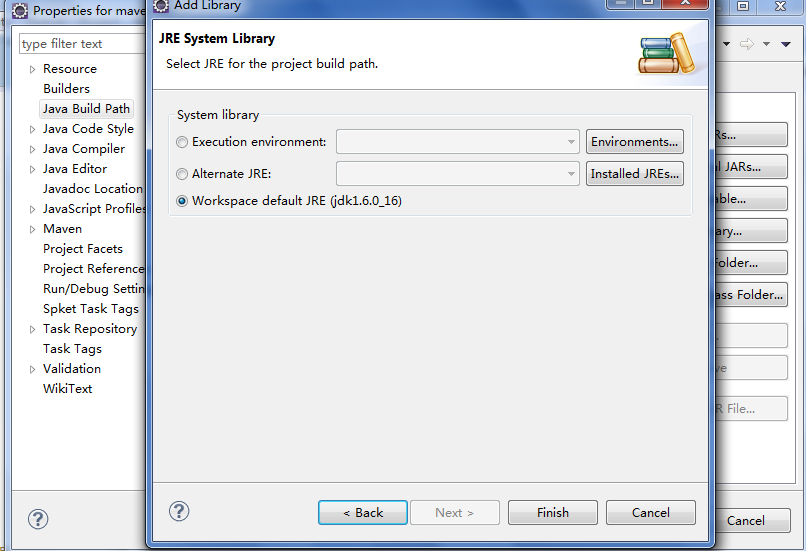 Properties for mave
Add Library
type filter text
Resource
Builders
Java Build Path
Java Code Style
Java Compiler
Java Editor
Javadoc Location
JavaScript Profiles
Maven
Project Facets
Project Reference
Run/Debug Settin
Spket Task Tags
Task Repository
Task Tags
Validation
WikiText
JRE System Library
Select JRE for the project build path.
System library
Execution environment:
Environments...
Alternate JRE:
Installed JREs...
Workspace default JRE (jdk1.6.0_16)
Rs...
l JARs...
ble...
ary...
Folder...
ass Folder...
ve
R File...
< Back
Next >
Finish
Cancel
Cancel